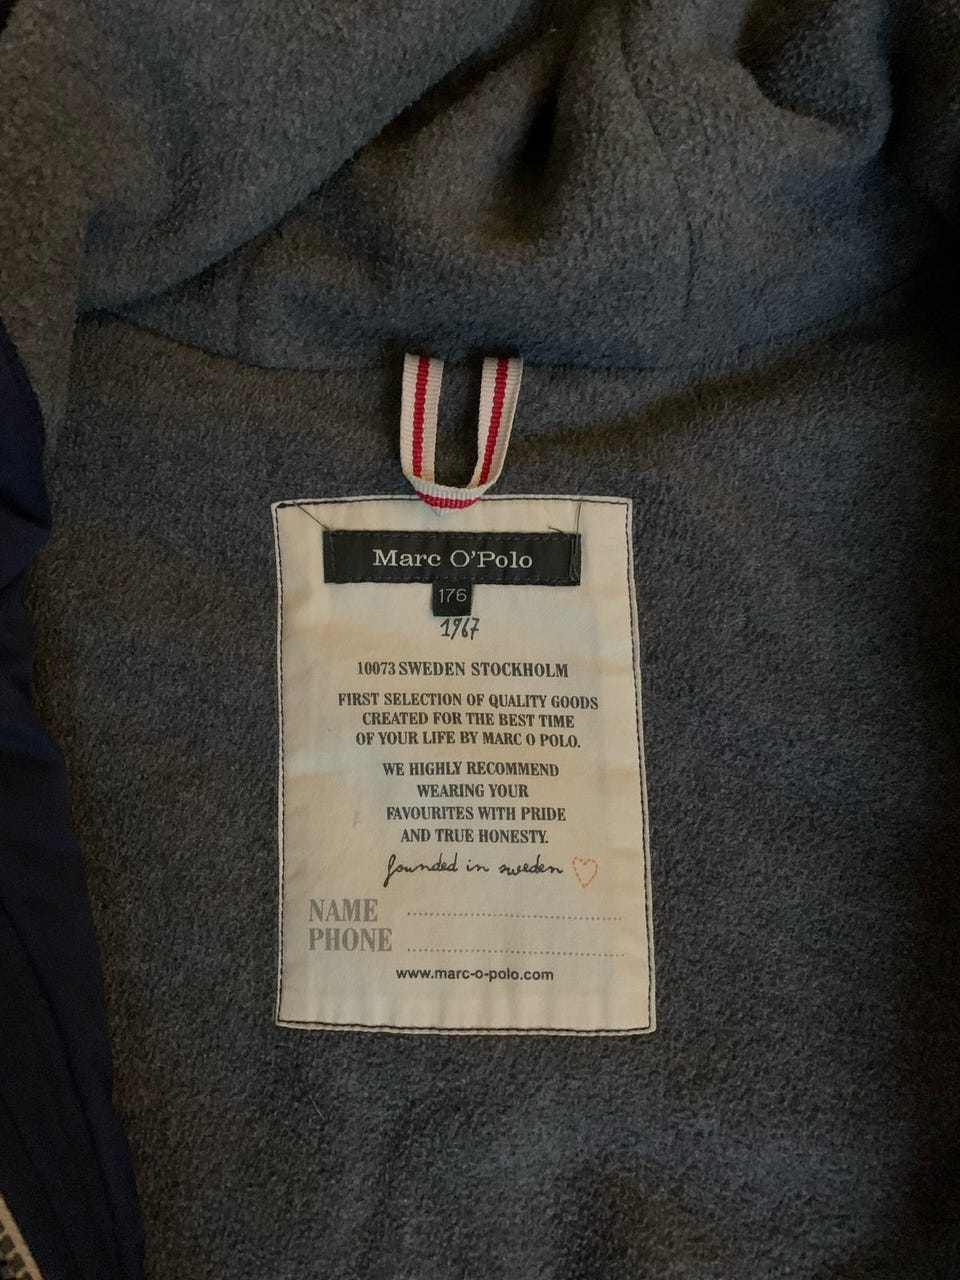 Marc O'Polo
176
1967
10073 SWEDEN STOCKHOLM
FIRST SELECTION OF QUALITY GOODS
CREATED FOR THE BEST TIME
OF YOUR LIFE BY MARC O POLO.
WE HIGHLY RECOMMEND
WEARING YOUR
FAVOURITES WITH PRIDE
AND TRUE HONESTY.
founded in sweden
NAME
PHONE
www.marc-o-polo.com